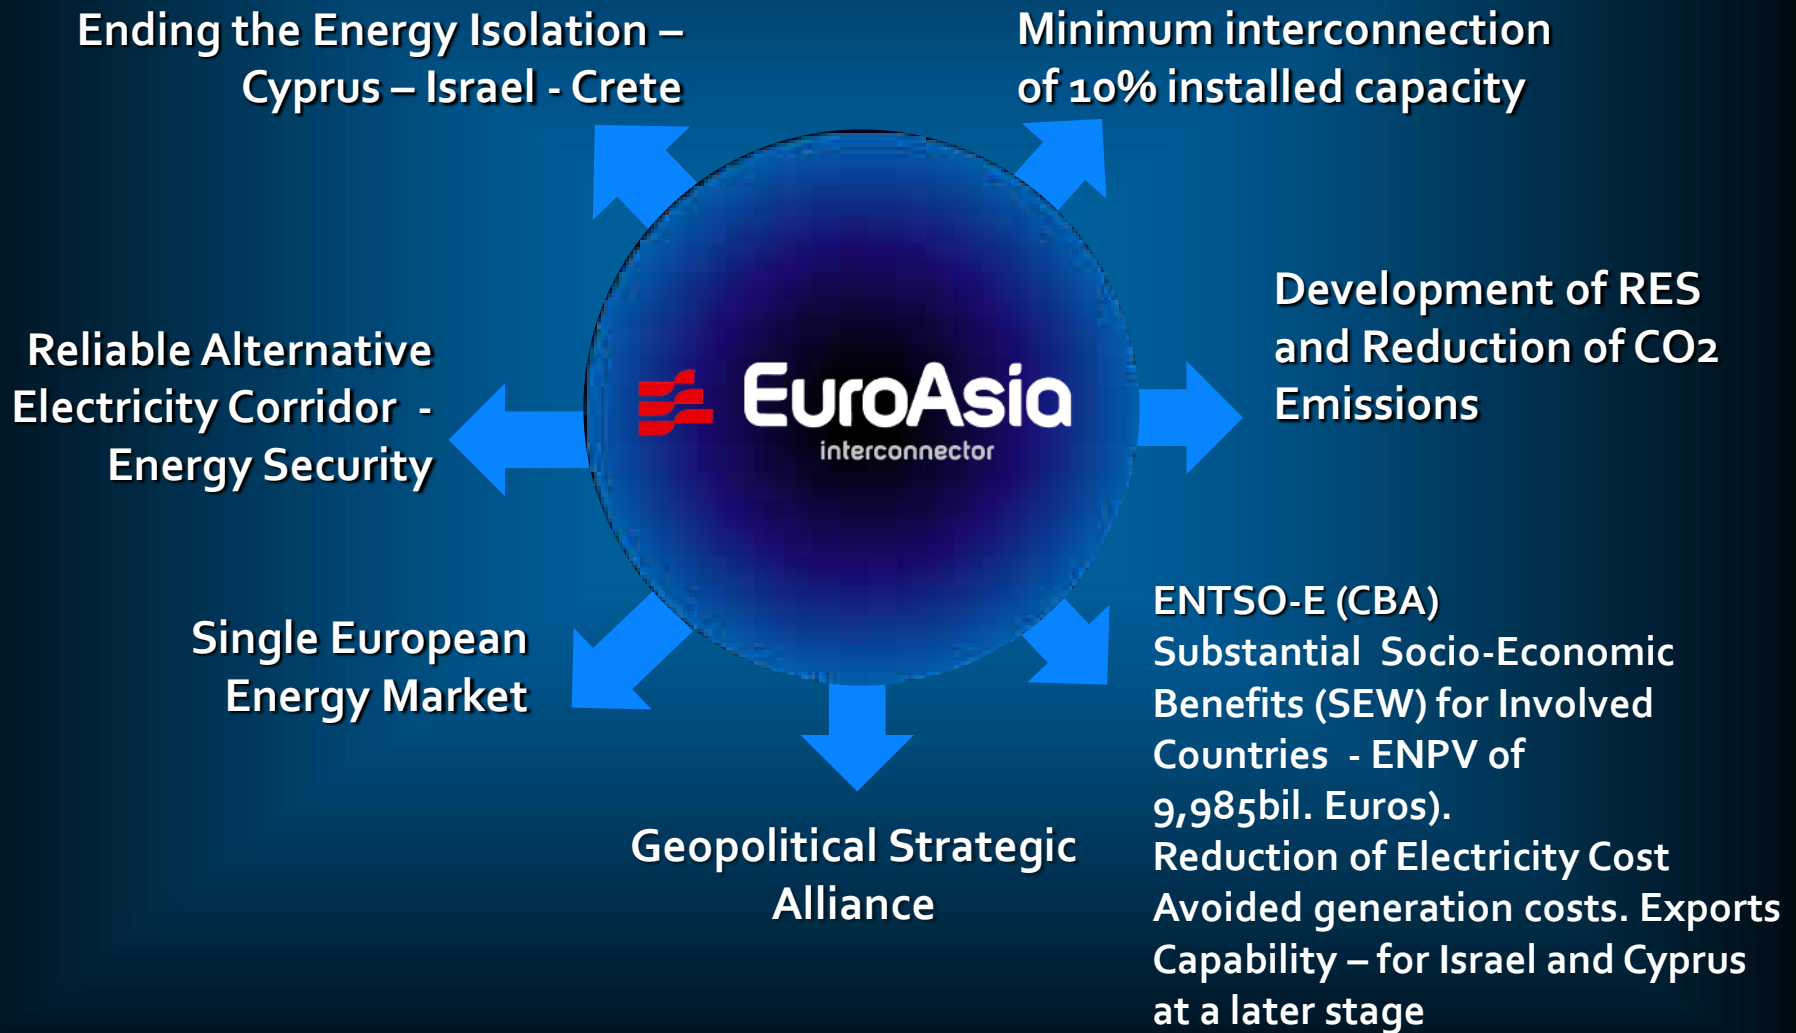 Ending the Energy Isolation –
Cyprus – Israel - Crete
Minimum interconnection
of 10% installed capacity
Reliable Alternative
Electricity Corridor -
Energy Security
EuroAsia
interconnector
Development of RES
and Reduction of CO2
Emissions
Single European
Energy Market
Geopolitical Strategic
Alliance
ENTSO-E (CBA)
Substantial Socio-Economic
Benefits (SEW) for Involved
Countries - ENPV of
9,985bil. Euros).
Reduction of Electricity Cost
Avoided generation costs. Exports
Capability – for Israel and Cyprus
at a later stage